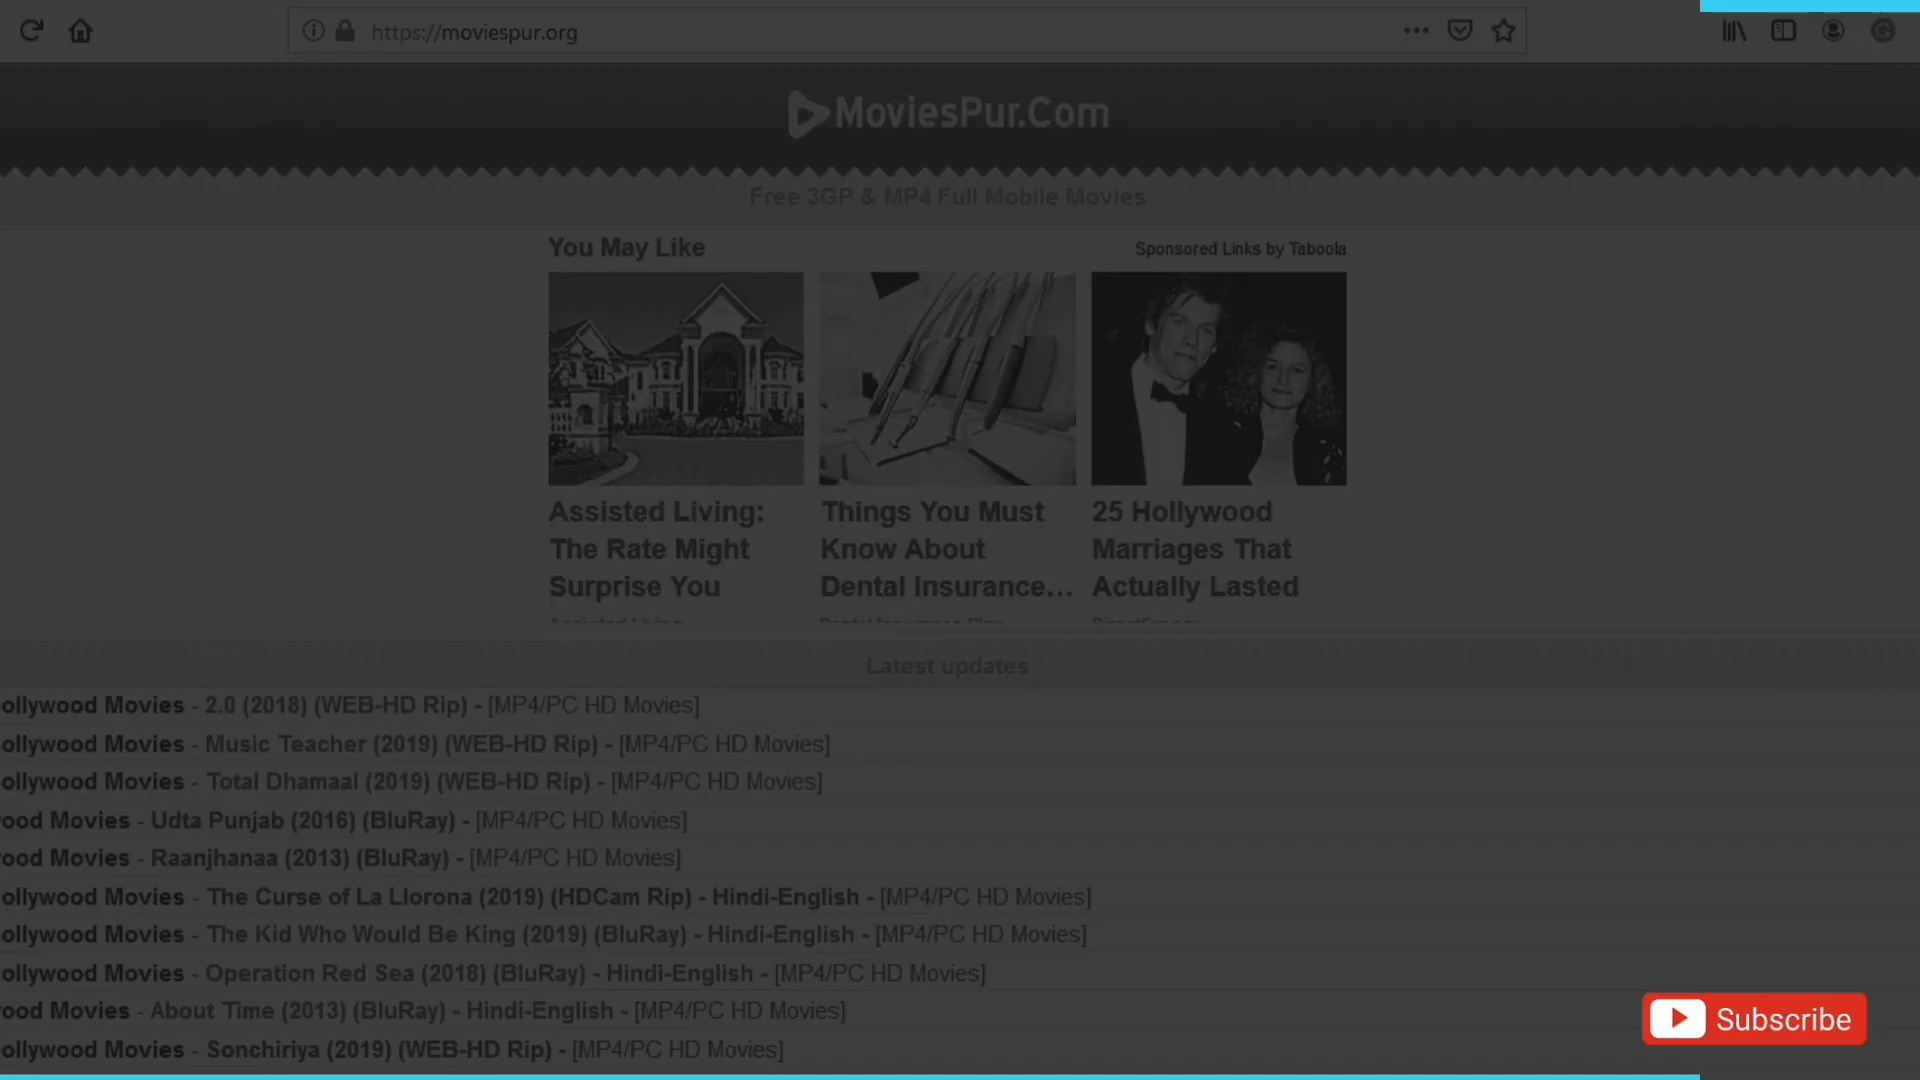 https://moviespur.org
MoviesPur.Com
Free 3GP & MP4 Full Mobile Movies
You May Like
Sponsored Links by Taboola
Assisted Living:
The Rate Might
Surprise You
Things You Must
Know About
Dental Insurance...
25 Hollywood
Marriages That
Actually Lasted
Latest updates
ollywood Movies - 2.0 (2018) (WEB-HD Rip) - [MP4/PC HD Movies]
ollywood Movies - Music Teacher (2019) (WEB-HD Rip) - [MP4/PC HD Movies]
ollywood Movies - Total Dhamaal (2019) (WEB-HD Rip) - [MP4/PC HD Movies]
ood Movies - Udta Punjab (2016) (BluRay) - [MP4/PC HD Movies]
ood Movies - Raanjhanaa (2013) (BluRay) - [MP4/PC HD Movies]
ollywood Movies - The Curse of La Llorona (2019) (HDCam Rip) - Hindi-English - [MP4/PC HD Movies]
ollywood Movies - The Kid Who Would Be King (2019) (BluRay) - Hindi-English - [MP4/PC HD Movies]
ollywood Movies - Operation Red Sea (2018) (BluRay) - Hindi-English - [MP4/PC HD Movies]
ood Movies - About Time (2013) (BluRay) - Hindi-English - [MP4/PC HD Movies]
ollywood Movies - Sonchiriya (2019) (WEB-HD Rip) - [MP4/PC HD Movies]
Subscribe